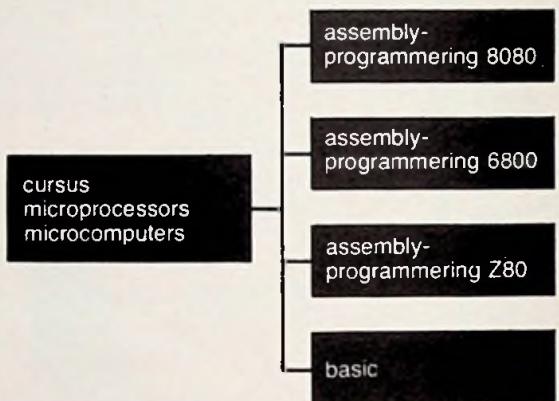 cursus
microprocessors
microcomputers
assembly-
programmering 8080
assembly-
programmering 6800
assembly-
programmering Z80
basic